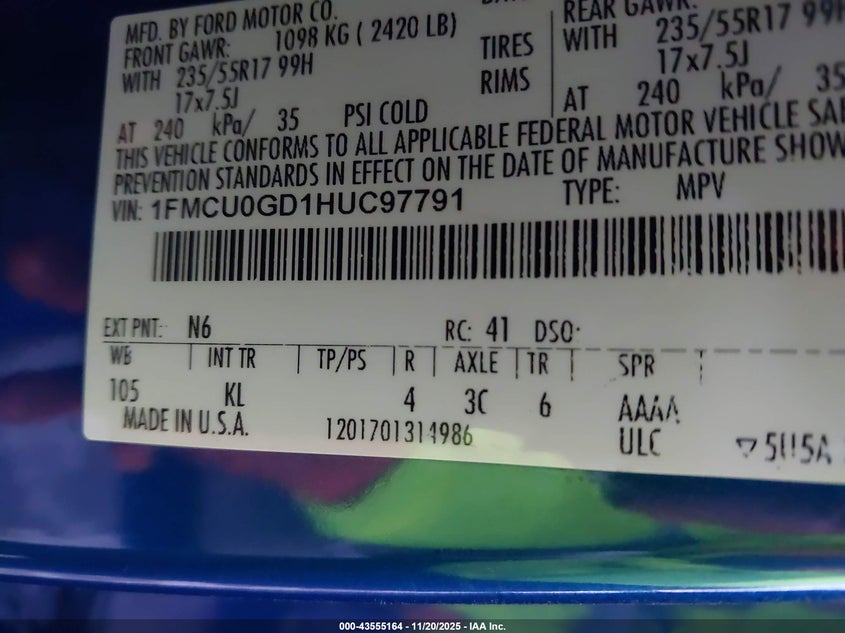 MFD. BY FORD MOTOR CO.
FRONT GAWR: 1098 KG ( 2420 LB)
WITH 235/55R17 99H TIRES
17x7.5J RIMS
AT 240 kPa/ 35 PSI COLD
REAR GAWR:
WITH 235/55R17 99H
17x7.5J
AT 240 kPa/ 35
THIS VEHICLE CONFORMS TO ALL APPLICABLE FEDERAL MOTOR VEHICLE
PREVENTION STANDARDS IN EFFECT ON THE DATE OF MANUFACTURE
VIN: 1FMCU0GD1HUC97791 TYPE: MPV
EXT PNT: N6 RC: 41 DSO:
WB INT TR TP/PS R AXLE TR SPR
105 KL 4 3C 6 AAAA
MADE IN U.S.A. 1201701314986 ULC
000-43555164 - 11/20/2025 - IAA Inc.